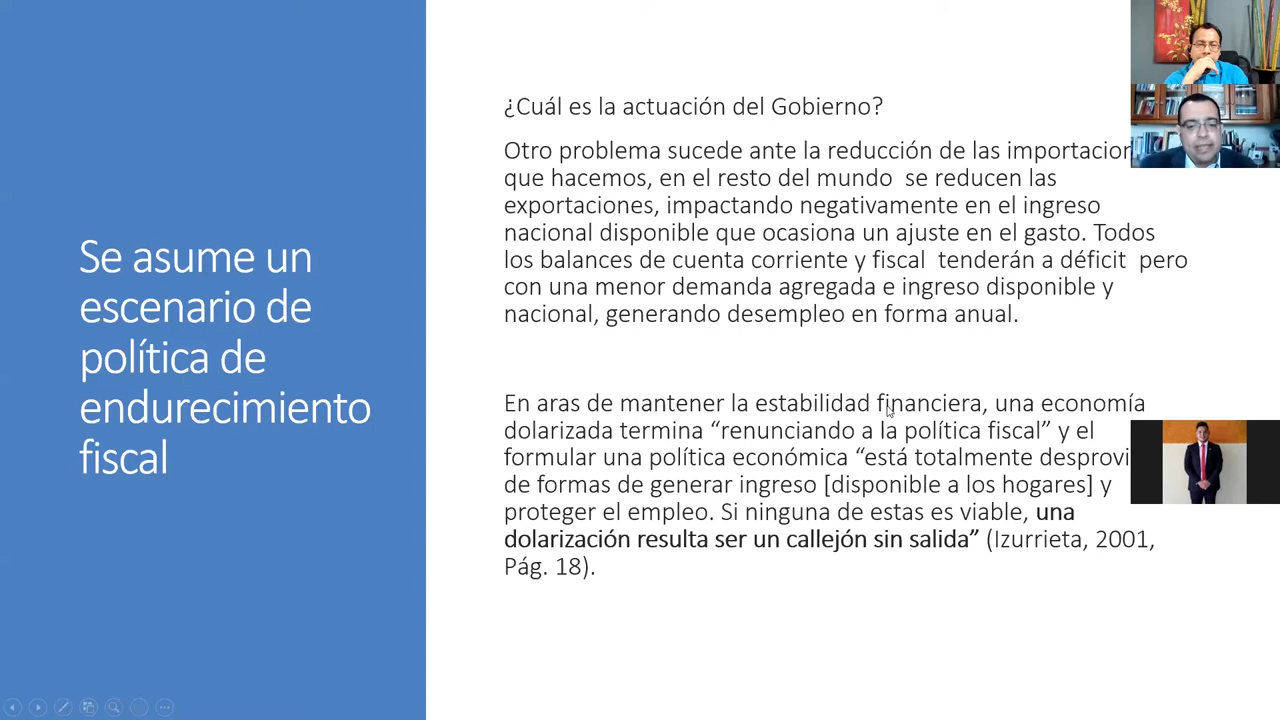 Se asume un
escenario de
política de
endurecimiento
fiscal
¿Cuál es la actuación del Gobierno?
Otro problema sucede ante la reducción de las importacion
que hacemos, en el resto del mundo se reducen las
exportaciones, impactando negativamente en el ingreso
nacional disponible que ocasiona un ajuste en el gasto. Todos
los balances de cuenta corriente y fiscal tenderán a déficit pero
con una menor demanda agregada e ingreso disponible y
nacional, generando desempleo en forma anual.
En aras de mantener la estabilidad financiera, una economía
dolarizada termina “renunciando a la política fiscal” y el
formular una política económica “está totalmente desprovi
de formas de generar ingreso [disponible a los hogares] y
proteger el empleo. Si ninguna de estas es viable, una
dolarización resulta ser un callejón sin salida” (Izurrieta, 2001,
Pág. 18).